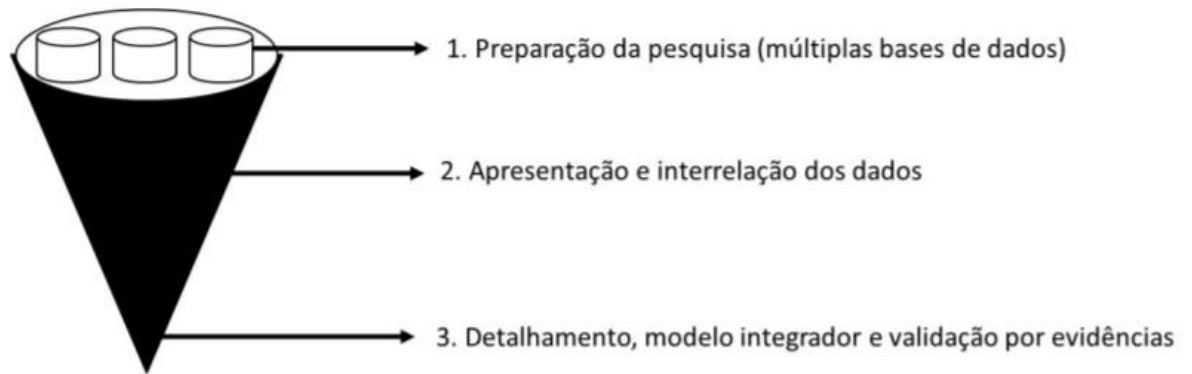 1. Preparação da pesquisa (múltiplas bases de dados)
2. Apresentação e interrelação dos dados
3. Detalhamento, modelo integrador e validação por evidências